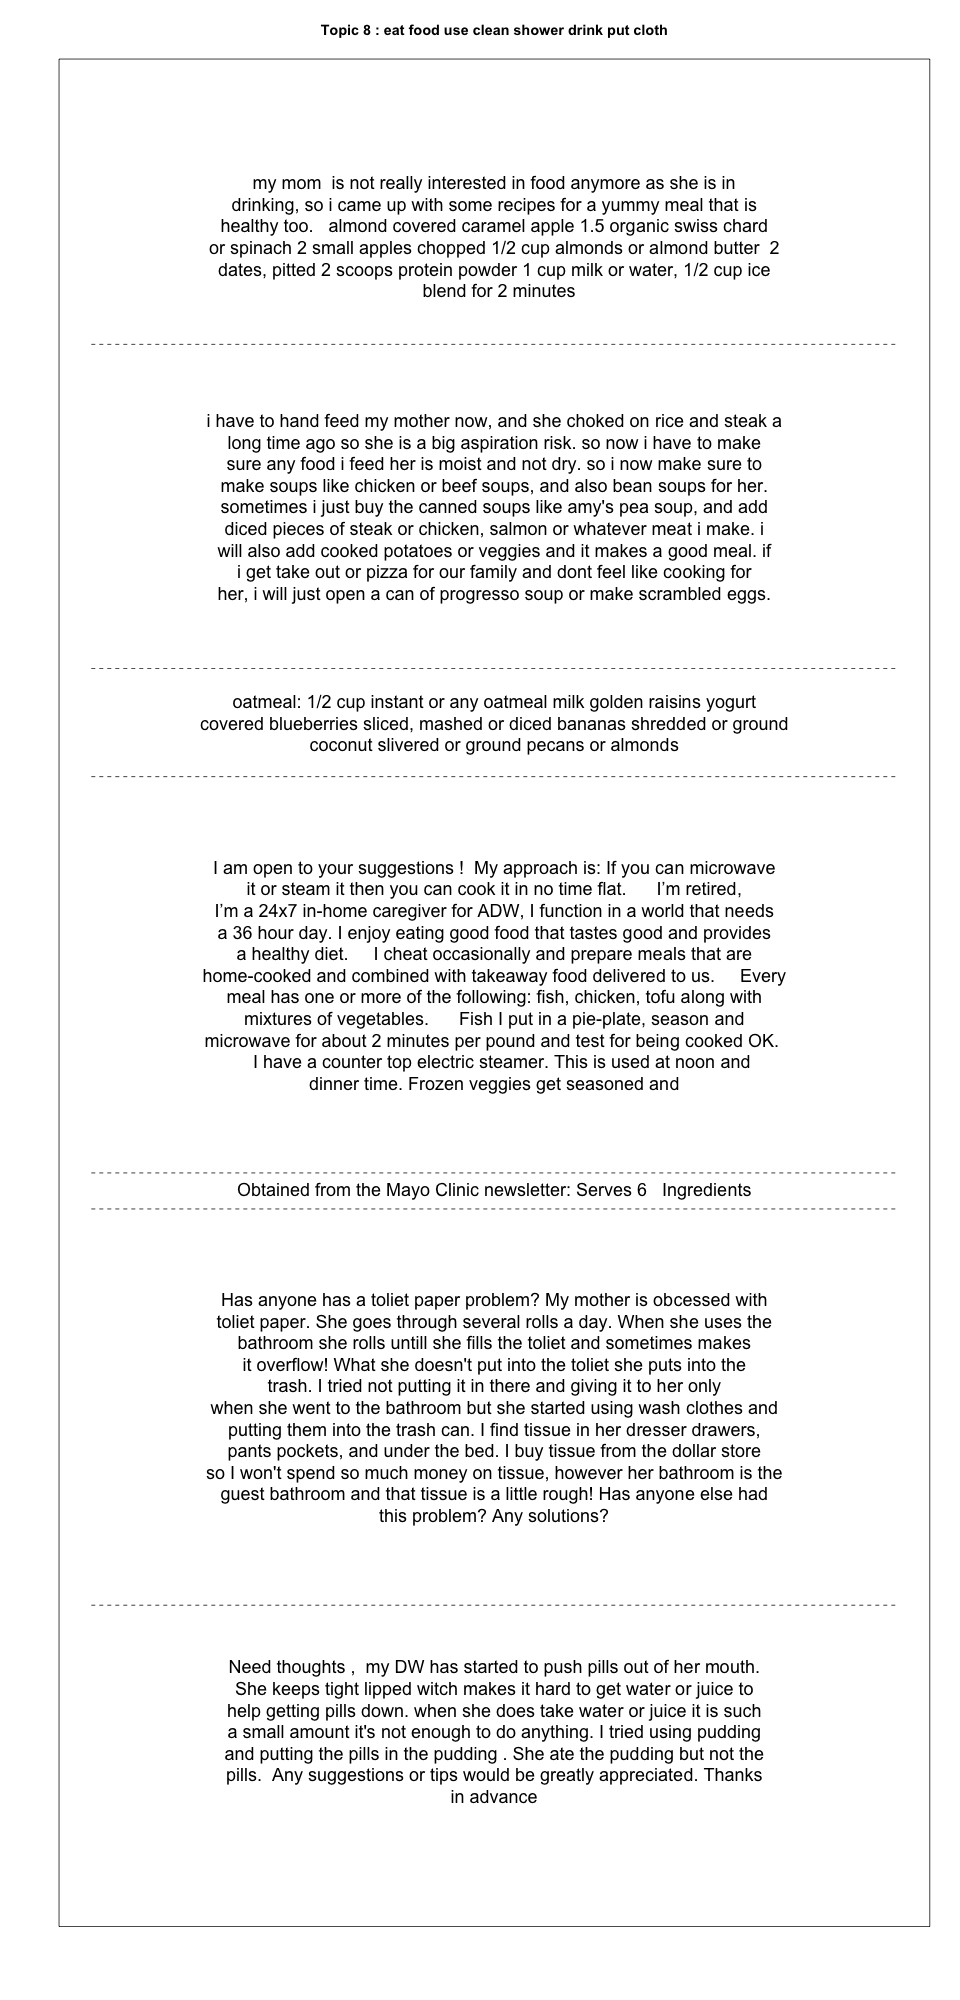 Topic 8 : eat food use clean shower drink put cloth
my mom  is not really interested in food anymore as she is in
drinking, so i came up with some recipes for a yummy meal that is
healthy too.   almond covered caramel apple 1.5 organic swiss chard
or spinach 2 small apples chopped 1/2 cup almonds or almond butter  2
dates, pitted 2 scoops protein powder 1 cup milk or water, 1/2 cup ice
blend for 2 minutes
i have to hand feed my mother now, and she choked on rice and steak a
long time ago so she is a big aspiration risk. so now i have to make
sure any food i feed her is moist and not dry. so i now make sure to
make soups like chicken or beef soups, and also bean soups for her.
sometimes i just buy the canned soups like amy's pea soup, and add
diced pieces of steak or chicken, salmon or whatever meat i make. i
will also add cooked potatoes or veggies and it makes a good meal. if
i get take out or pizza for our family and dont feel like cooking for
her, i will just open a can of progresso soup or make scrambled eggs.
oatmeal: 1/2 cup instant or any oatmeal milk golden raisins yogurt
covered blueberries sliced, mashed or diced bananas shredded or ground
coconut slivered or ground pecans or almonds
I am open to your suggestions !  My approach is: If you can microwave
it or steam it then you can cook it in no time flat.      I’m retired,
I’m a 24x7 in-home caregiver for ADW, I function in a world that needs
a 36 hour day. I enjoy eating good food that tastes good and provides
a healthy diet.     I cheat occasionally and prepare meals that are
home-cooked and combined with takeaway food delivered to us.     Every
meal has one or more of the following: fish, chicken, tofu along with
mixtures of vegetables.      Fish I put in a pie-plate, season and
microwave for about 2 minutes per pound and test for being cooked OK.
I have a counter top electric steamer. This is used at noon and
dinner time. Frozen veggies get seasoned and
Obtained from the Mayo Clinic newsletter: Serves 6   Ingredients
Has anyone has a toliet paper problem? My mother is obcessed with
toliet paper. She goes through several rolls a day. When she uses the
bathroom she rolls untill she fills the toliet and sometimes makes
it overflow! What she doesn't put into the toliet she puts into the
trash. I tried not putting it in there and giving it to her only
when she went to the bathroom but she started using wash clothes and
putting them into the trash can. I find tissue in her dresser drawers,
pants pockets, and under the bed. I buy tissue from the dollar store
so I won't spend so much money on tissue, however her bathroom is the
guest bathroom and that tissue is a little rough! Has anyone else had
this problem? Any solutions?
Need thoughts ,  my DW has started to push pills out of her mouth.
She keeps tight lipped witch makes it hard to get water or juice to
help getting pills down. when she does take water or juice it is such
a small amount it's not enough to do anything. I tried using pudding
and putting the pills in the pudding . She ate the pudding but not the
pills.  Any suggestions or tips would be greatly appreciated. Thanks
in advance